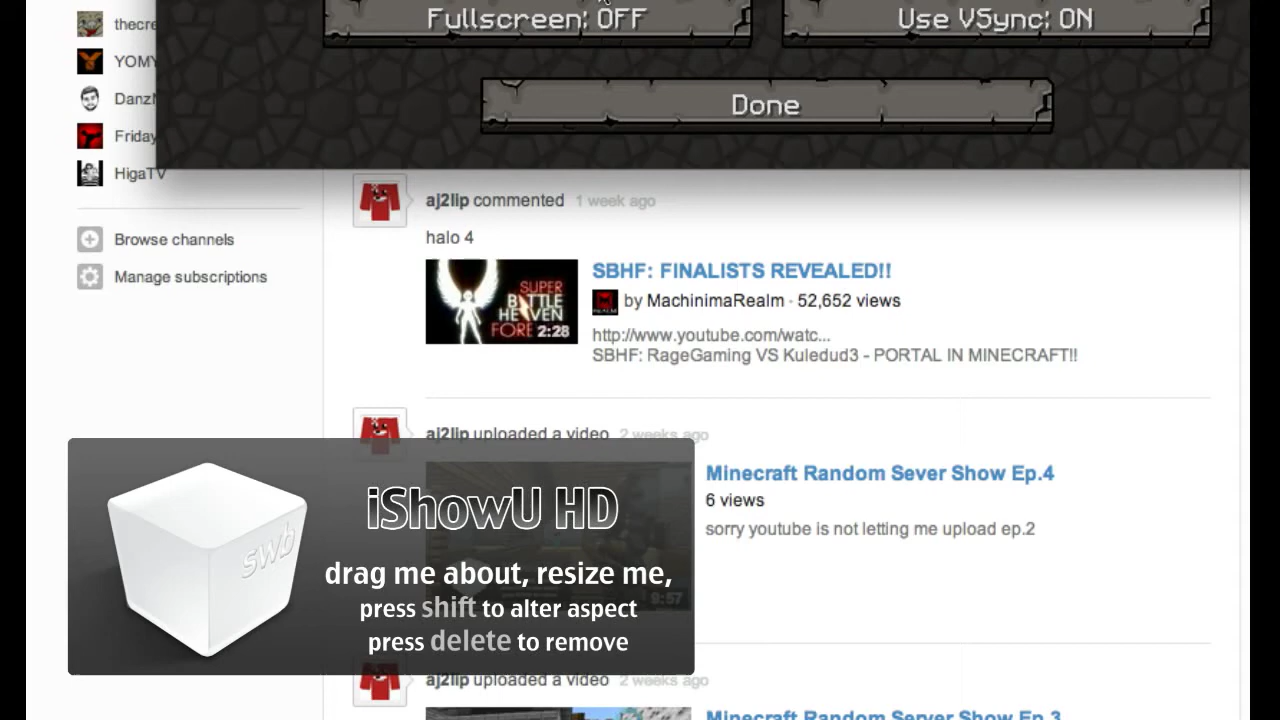 Fullscreen: OFF
Use VSync: ON
Done
thecre
YOMY
Danz
Friday
HigaTV
Browse channels
Manage subscriptions
aj2lip commented 1 week ago
halo 4
SUPER
BATTLE
HEAVEN
FORE 2:28
SBHF: FINALISTS REVEALED!!
by MachinimaRealm · 52,652 views
http://www.youtube.com/watc...
SBHF: RageGaming VS Kuledud3 - PORTAL IN MINECRAFT!!
aj2lip uploaded a video 2 weeks ago
Minecraft Random Sever Show Ep.4
6 views
sorry youtube is not letting me upload ep.2
9:57
swb
iShowU HD
drag me about, resize me,
press shift to alter aspect
press delete to remove
aj2lip uploaded a video 2 weeks ago
Minecraft Random Server Show Ep.3